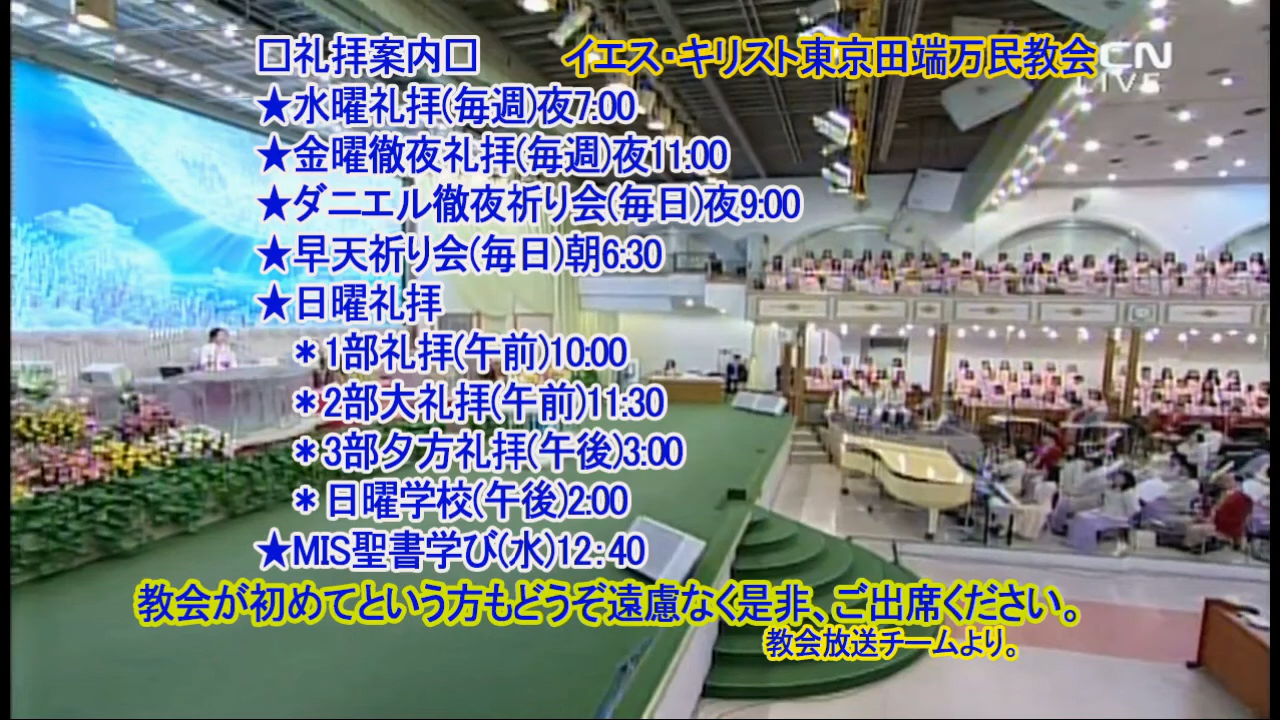 □礼拝案内□ イエス・キリスト東京田端万民教会
CN
LIVE
★水曜礼拝(毎週)夜7:00
★金曜徹夜礼拝(毎週)夜11:00
★ダニエル徹夜祈り会(毎日)夜9:00
★早天祈り会(毎日)朝6:30
★日曜礼拝
＊1部礼拝(午前)10:00
＊2部大礼拝(午前)11:30
＊3部夕方礼拝(午後)3:00
＊日曜学校(午後)2:00
★MIS聖書学び(水)12:40
教会が初めてという方もどうぞ遠慮なく是非、ご出席ください。
教会放送チームより。